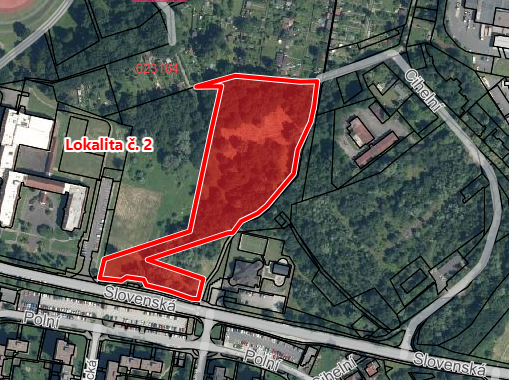 Cihelní
Lokalita č. 2
Slovenská
Polní
Polní
Cihelní
Slovenská